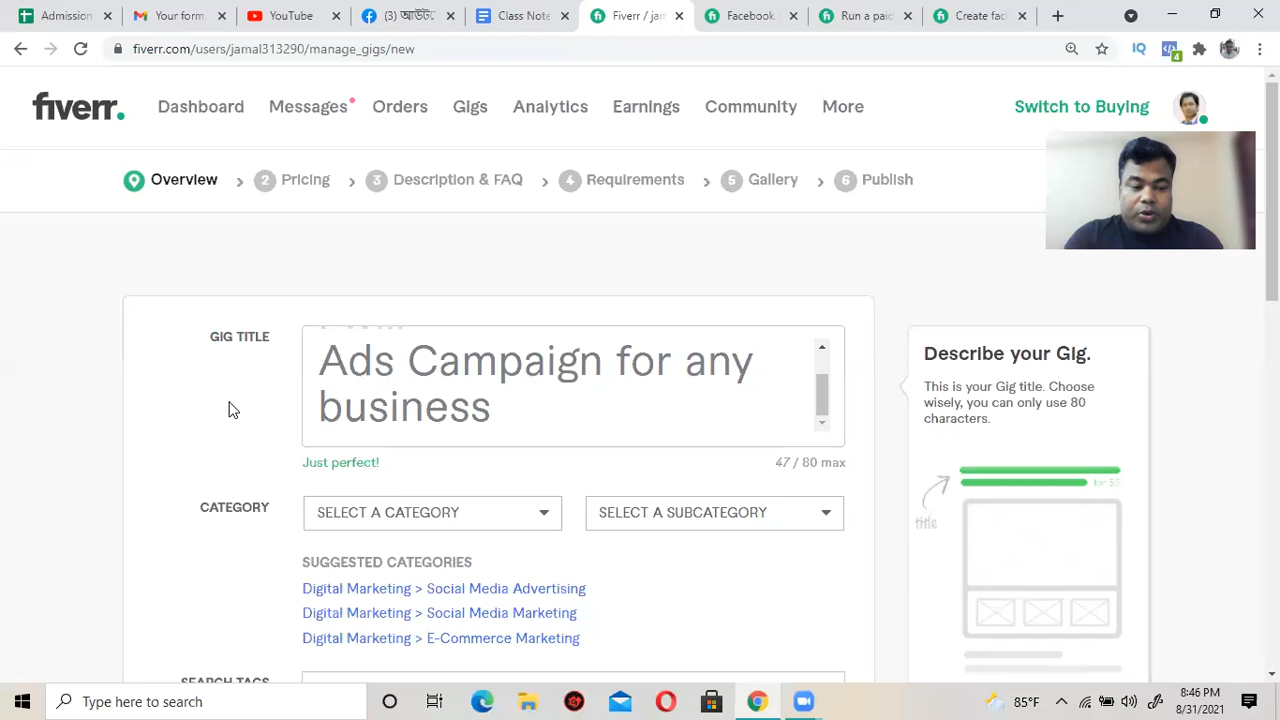 Admission
Your form
YouTube
Class Note
Fiverr / jam
Facebook
Run a paid
Create fac
fiverr.com/users/jamal313290/manage_gigs/new
IQ
4
fiverr.
Dashboard Messages Orders Gigs Analytics Earnings Community More Switch to Buying
Overview > 2 Pricing > 3 Description & FAQ > 4 Requirements > 5 Gallery > 6 Publish
GIG TITLE
Ads Campaign for any
business
Just perfect! 47 / 80 max
CATEGORY
SELECT A CATEGORY
SELECT A SUBCATEGORY
SUGGESTED CATEGORIES
Digital Marketing > Social Media Advertising
Digital Marketing > Social Media Marketing
Digital Marketing > E-Commerce Marketing
SEARCH TAGS
Describe your Gig.
This is your Gig title. Choose
wisely, you can only use 80
characters.
for $5
title
Type here to search
85°F
8:46 PM
8/31/2021